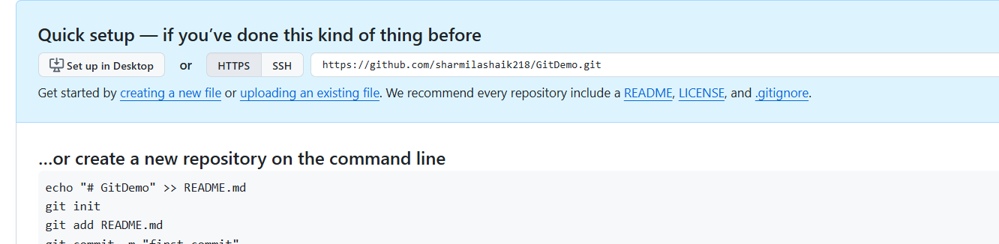 Quick setup — if you’ve done this kind of thing before
Set up in Desktop or HTTPS SSH https://github.com/sharmilashaik218/GitDemo.git
Get started by creating a new file or uploading an existing file. We recommend every repository include a README, LICENSE, and .gitignore.
…or create a new repository on the command line
echo "# GitDemo" >> README.md
git init
git add README.md
git commit -m "first commit"